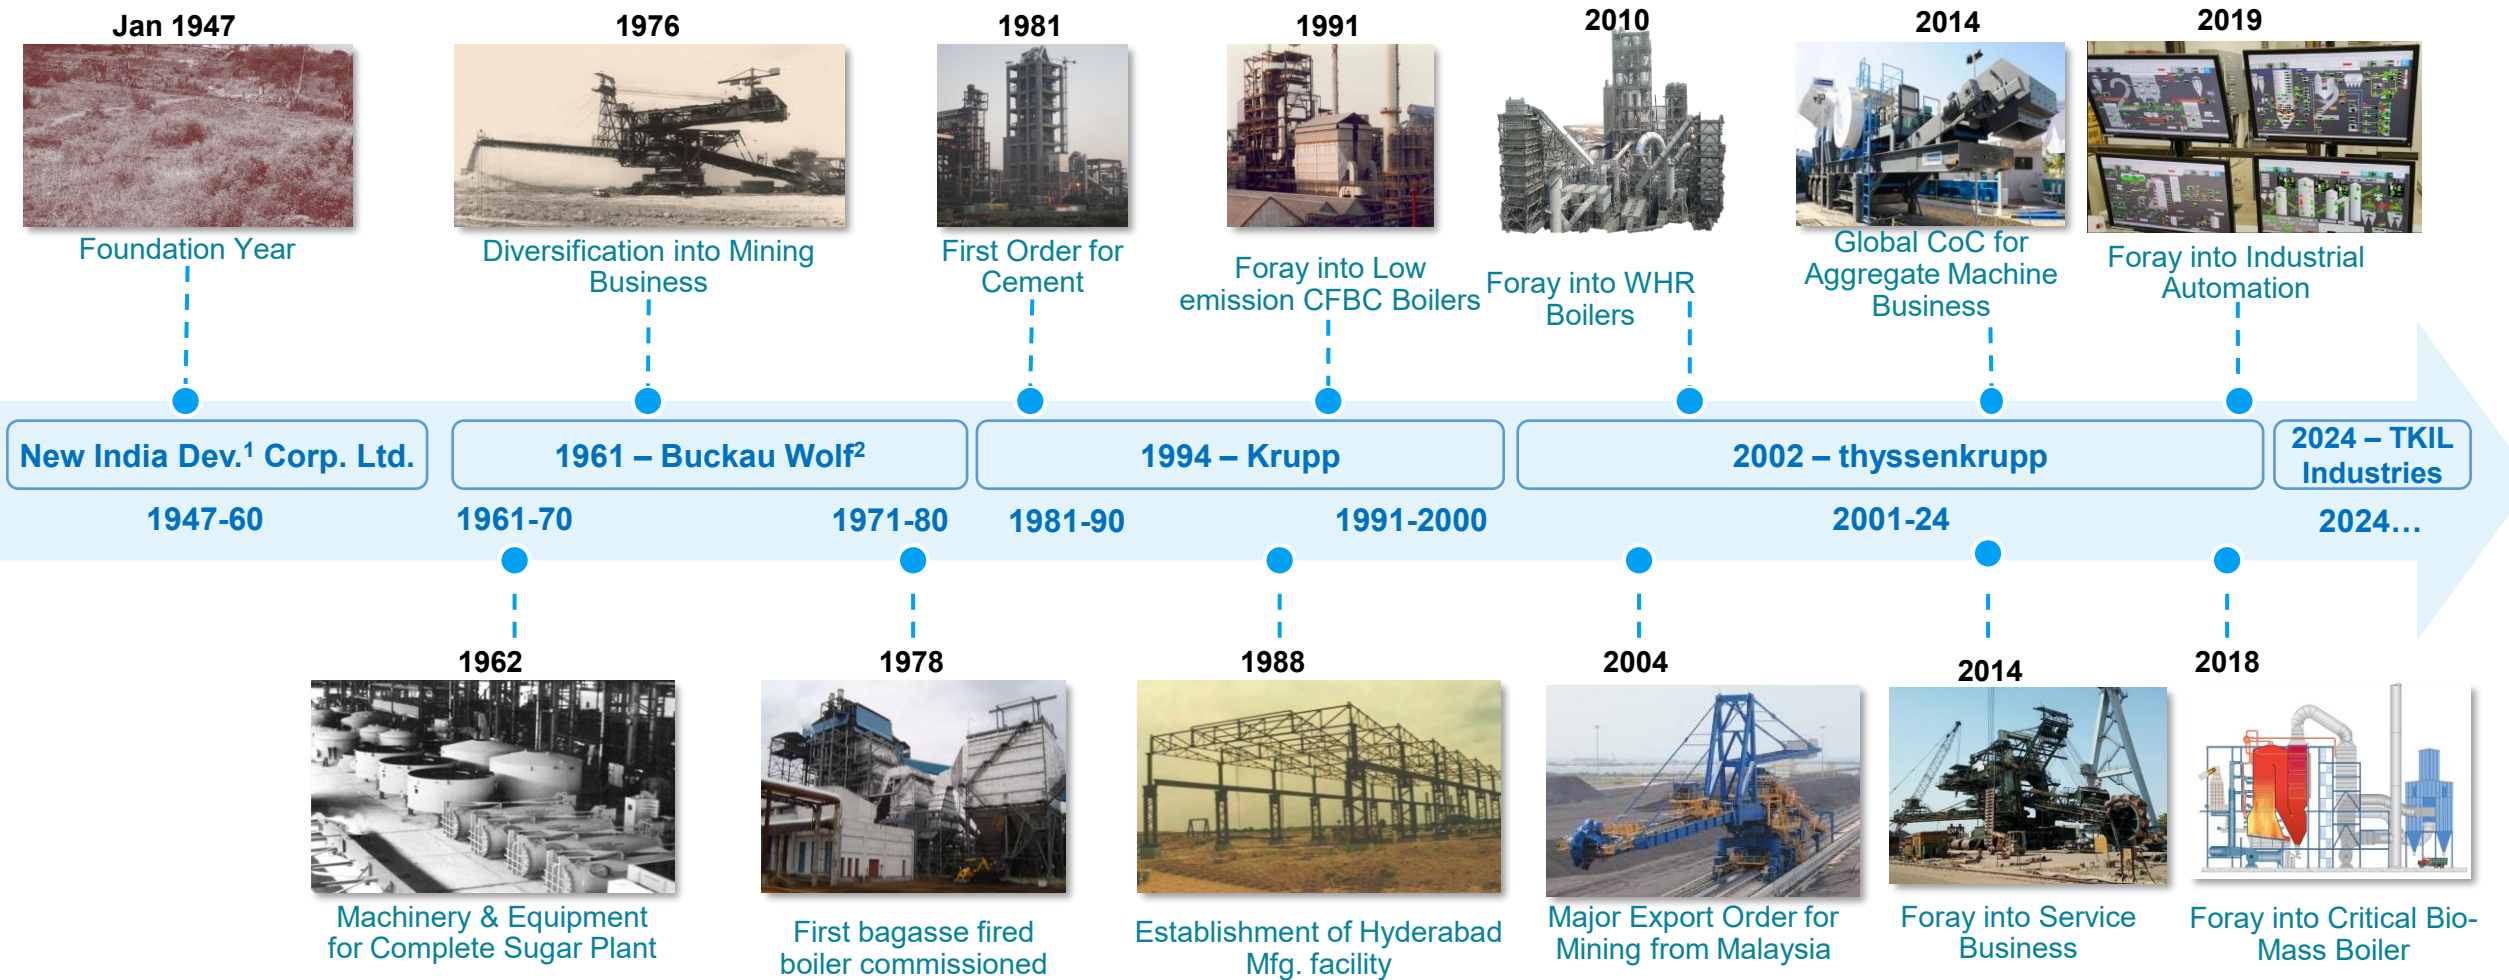 Jan 1947
1976
1981
1991
2010
2014
2019
Foundation Year
Diversification into Mining
Business
First Order for
Cement
Foray into Low
emission CFBC Boilers
Foray into WHR
Boilers
Global CoC for
Aggregate Machine
Business
Foray into Industrial
Automation
New India Dev.¹ Corp. Ltd.
1961 – Buckau Wolf²
1994 – Krupp
2002 – thyssenkrupp
2024 – TKIL
Industries
1947-60
1961-70
1971-80
1981-90
1991-2000
2001-24
2024…
1962
1978
1988
2004
2014
2018
Machinery & Equipment
for Complete Sugar Plant
First bagasse fired
boiler commissioned
Establishment of Hyderabad
Mfg. facility
Major Export Order for
Mining from Malaysia
Foray into Service
Business
Foray into Critical Bio-
Mass Boiler